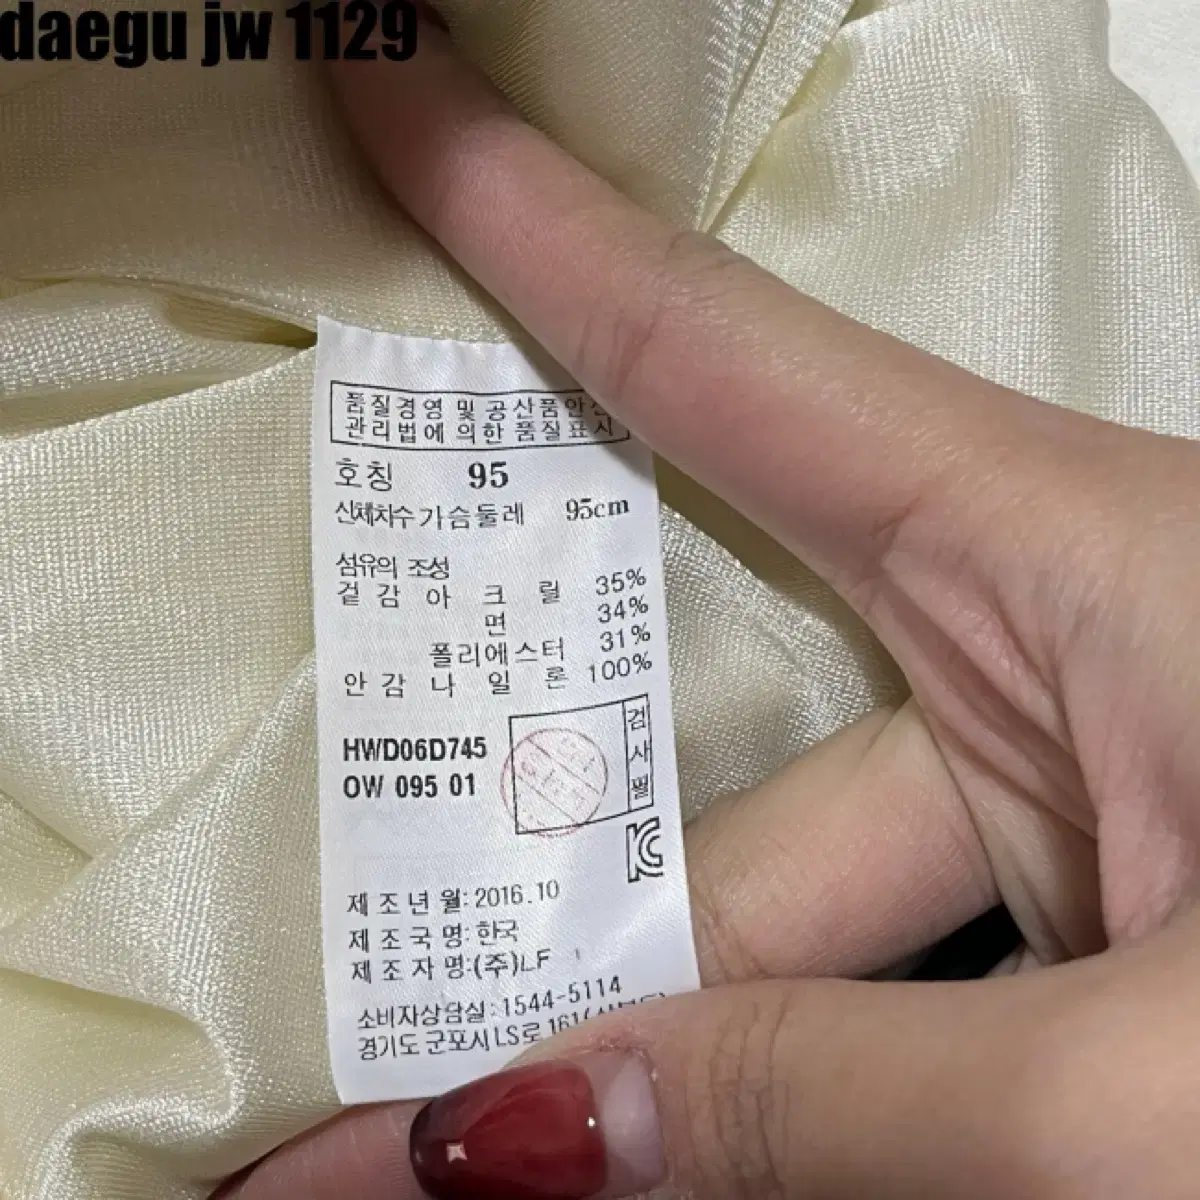 daegu jw 1129
품질경영 및 공산품안전
관리법에 의한 품질표시
호칭 95
신체치수 가슴둘레 95cm
섬유의 조성
겉감 아크릴 35%
면 34%
폴리에스터 31%
안감 나일론 100%
검사필
HWD06D745
OW 095 01
제조년월: 2016.10
제조국명: 한국
제조자명: (주)LF
소비자상담실: 1544-5114
경기도 군포시 LS로 161